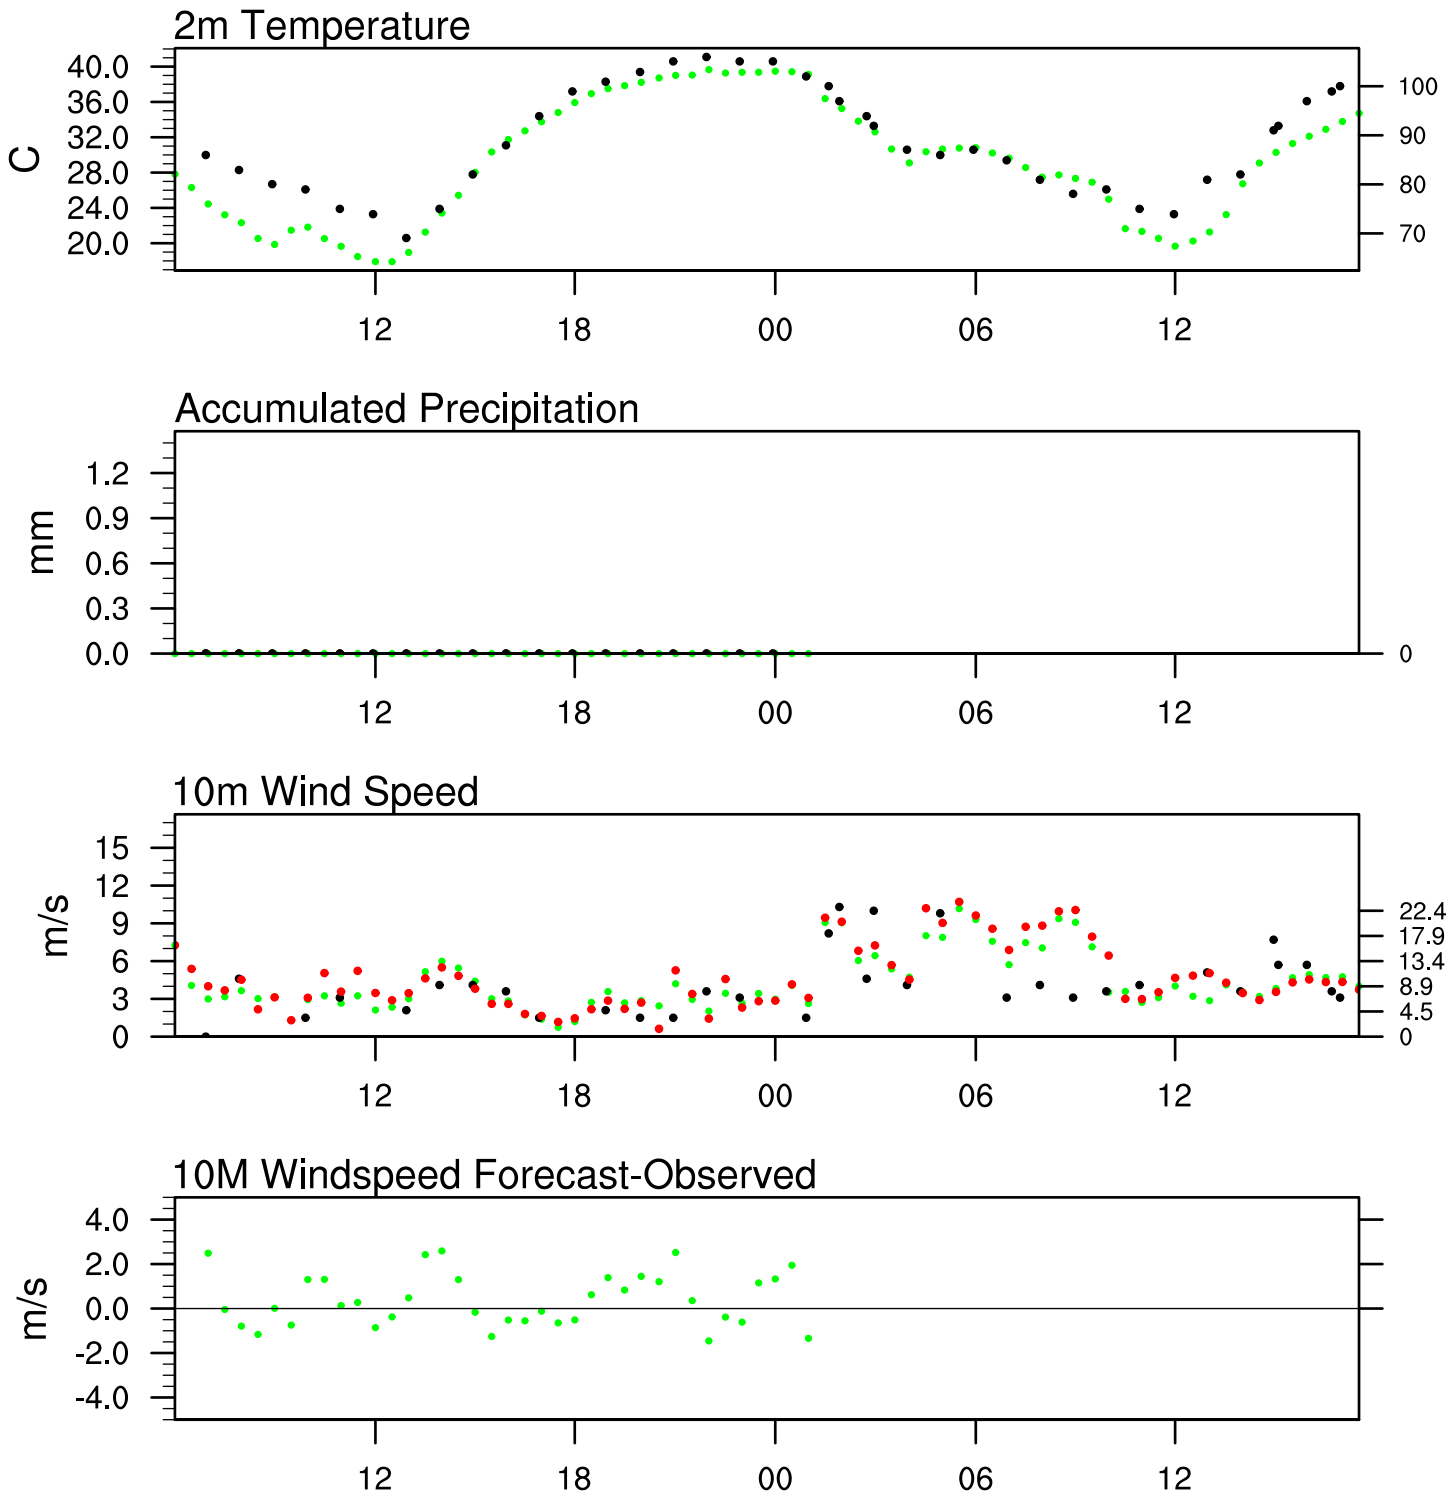 2m Temperature
40.0
36.0
32.0
28.0
24.0
20.0
C
100
90
80
70
12 18 00 06 12
Accumulated Precipitation
1.2
0.9
0.6
0.3
0.0
mm
0
12 18 00 06 12
10m Wind Speed
15
12
9
6
3
0
m/s
22.4
17.9
13.4
8.9
4.5
0
12 18 00 06 12
10M Windspeed Forecast-Observed
4.0
2.0
0.0
-2.0
-4.0
m/s
12 18 00 06 12